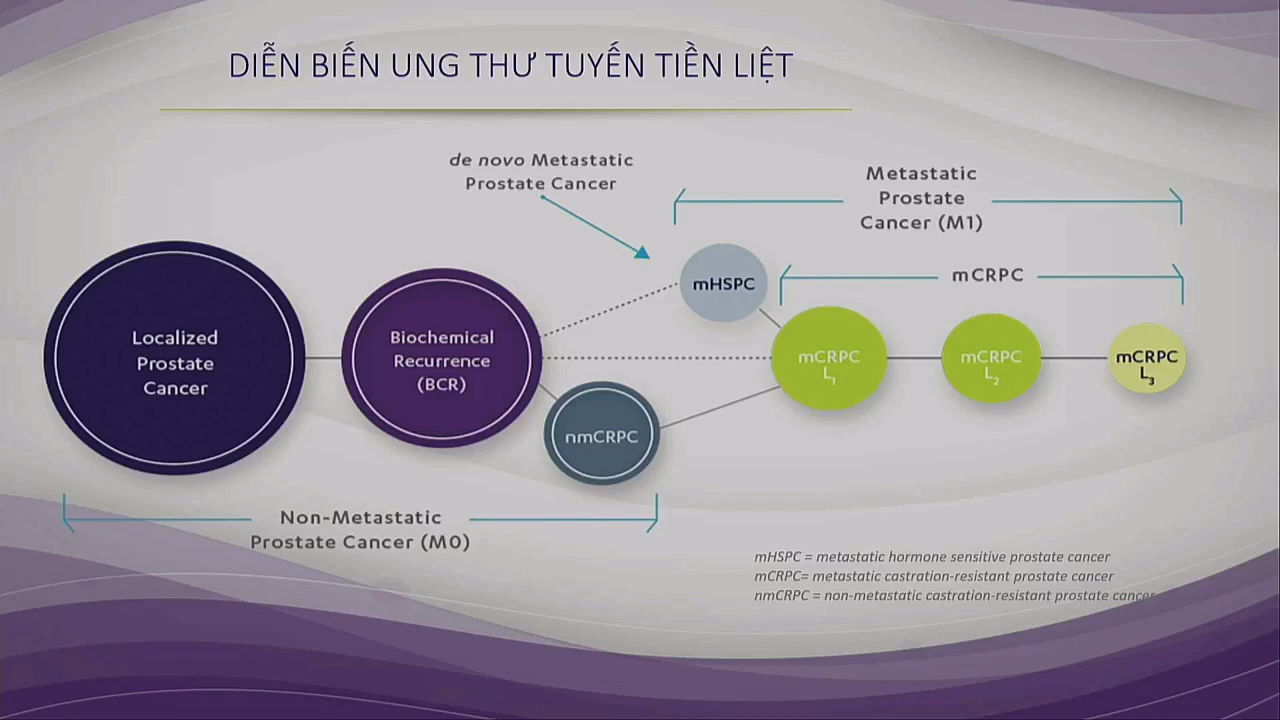 DIỄN BIẾN UNG THƯ TUYẾN TIỀN LIỆT
de novo Metastatic
Prostate Cancer
Metastatic
Prostate
Cancer (M1)
mHSPC
mCRPC
Localized
Prostate
Cancer
Biochemical
Recurrence
(BCR)
nmCRPC
mCRPC
L1
mCRPC
L2
mCRPC
L3
Non-Metastatic
Prostate Cancer (M0)
mHSPC = metastatic hormone sensitive prostate cancer
mCRPC= metastatic castration-resistant prostate cancer
nmCRPC = non-metastatic castration-resistant prostate cancer